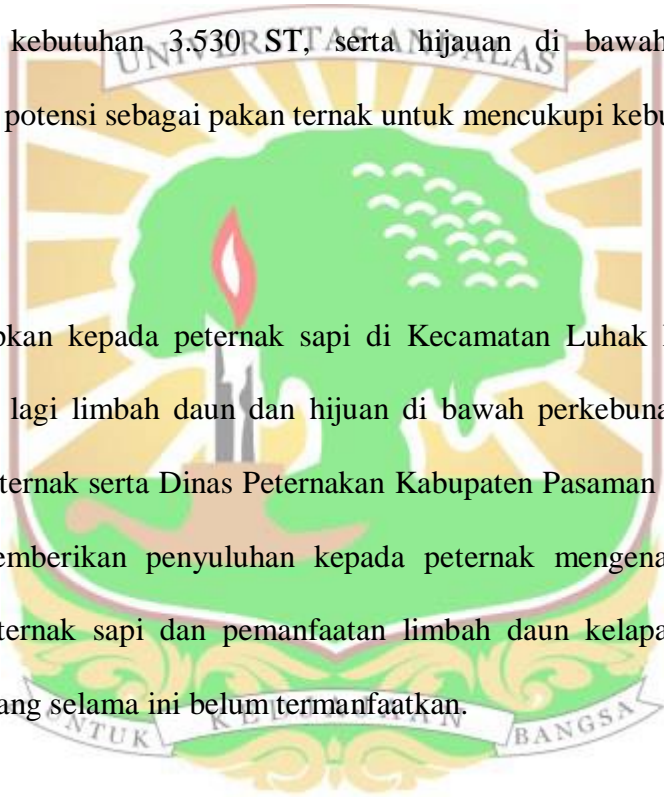 kebutuhan 3.530 ST, serta hijauan di bawah
UNIVERSITAS ANDALAS
potensi sebagai pakan ternak untuk mencukupi kebu
pkan kepada peternak sapi di Kecamatan Luhak
lagi limbah daun dan hijuan di bawah perkebuna
ternak serta Dinas Peternakan Kabupaten Pasaman
emberikan penyuluhan kepada peternak mengena
ternak sapi dan pemanfaatan limbah daun kelapa
ang selama ini belum termanfaatkan.
UNTUK KEDJAJAAN BANGSA